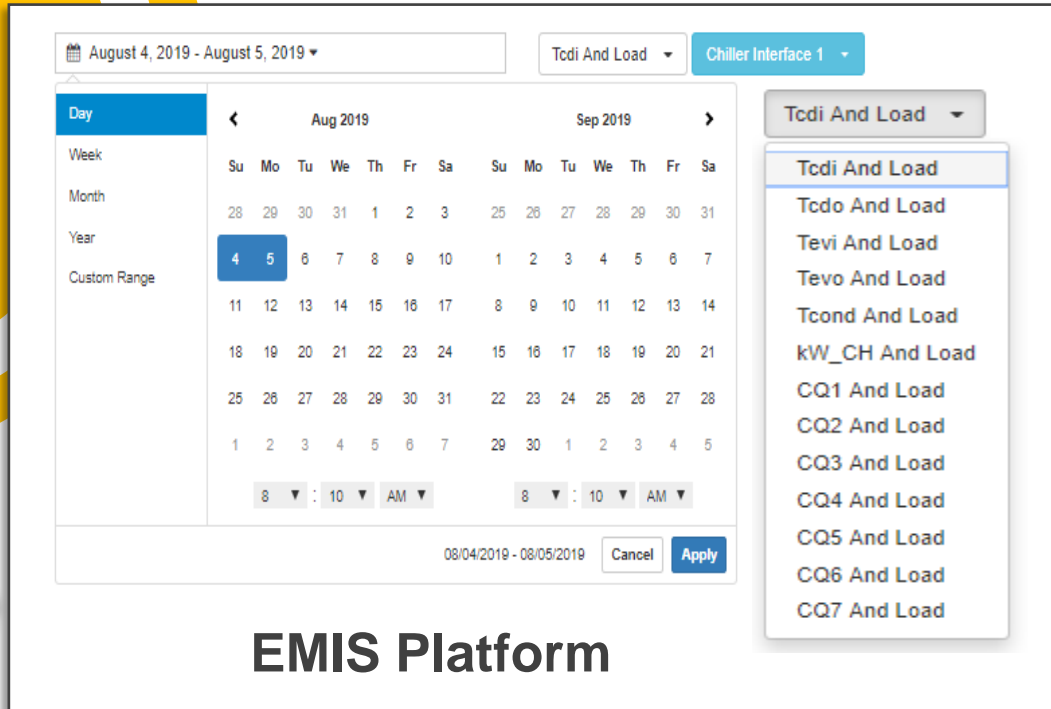 August 4, 2019 - August 5, 2019
Tcdi And Load
Chiller Interface 1
Day
Week
Month
Year
Custom Range
Aug 2019
Su Mo Tu We Th Fr Sa
28 29 30 31 1 2 3
4 5 6 7 8 9 10
11 12 13 14 15 16 17
18 19 20 21 22 23 24
25 26 27 28 29 30 31
1 2 3 4 5 6 7
8 : 10 AM
Sep 2019
Su Mo Tu We Th Fr Sa
25 26 27 28 29 30 31
1 2 3 4 5 6 7
8 9 10 11 12 13 14
15 16 17 18 19 20 21
22 23 24 25 26 27 28
29 30 1 2 3 4 5
8 : 10 AM
08/04/2019 - 08/05/2019
Cancel
Apply
Tcdi And Load
Tcdi And Load
Tcdo And Load
Tevi And Load
Tevo And Load
Tcond And Load
kW_CH And Load
CQ1 And Load
CQ2 And Load
CQ3 And Load
CQ4 And Load
CQ5 And Load
CQ6 And Load
CQ7 And Load
EMIS Platform